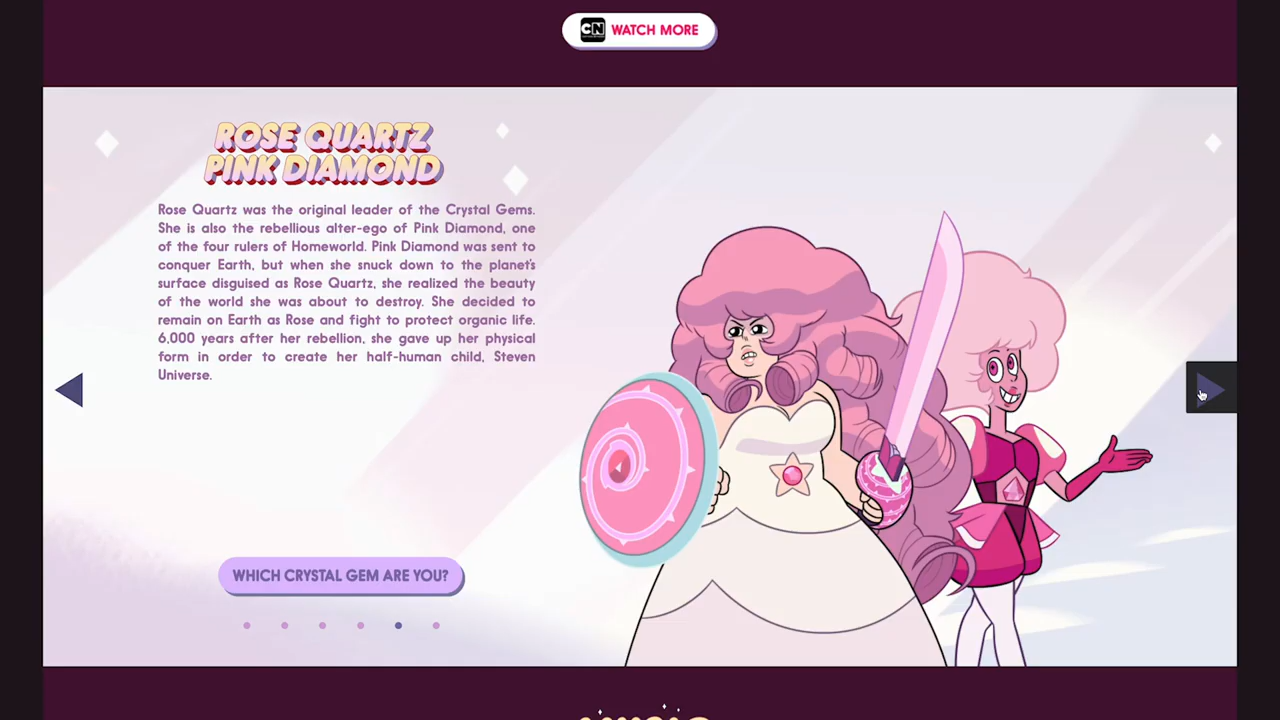 CN
WATCH MORE
ROSE QUARTZ
PINK DIAMOND
Rose Quartz was the original leader of the Crystal Gems.
She is also the rebellious alter-ego of Pink Diamond, one
of the four rulers of Homeworld. Pink Diamond was sent to
conquer Earth, but when she snuck down to the planet's
surface disguised as Rose Quartz, she realized the beauty
of the world she was about to destroy. She decided to
remain on Earth as Rose and fight to protect organic life.
6,000 years after her rebellion, she gave up her physical
form in order to create her half-human child, Steven
Universe.
WHICH CRYSTAL GEM ARE YOU?